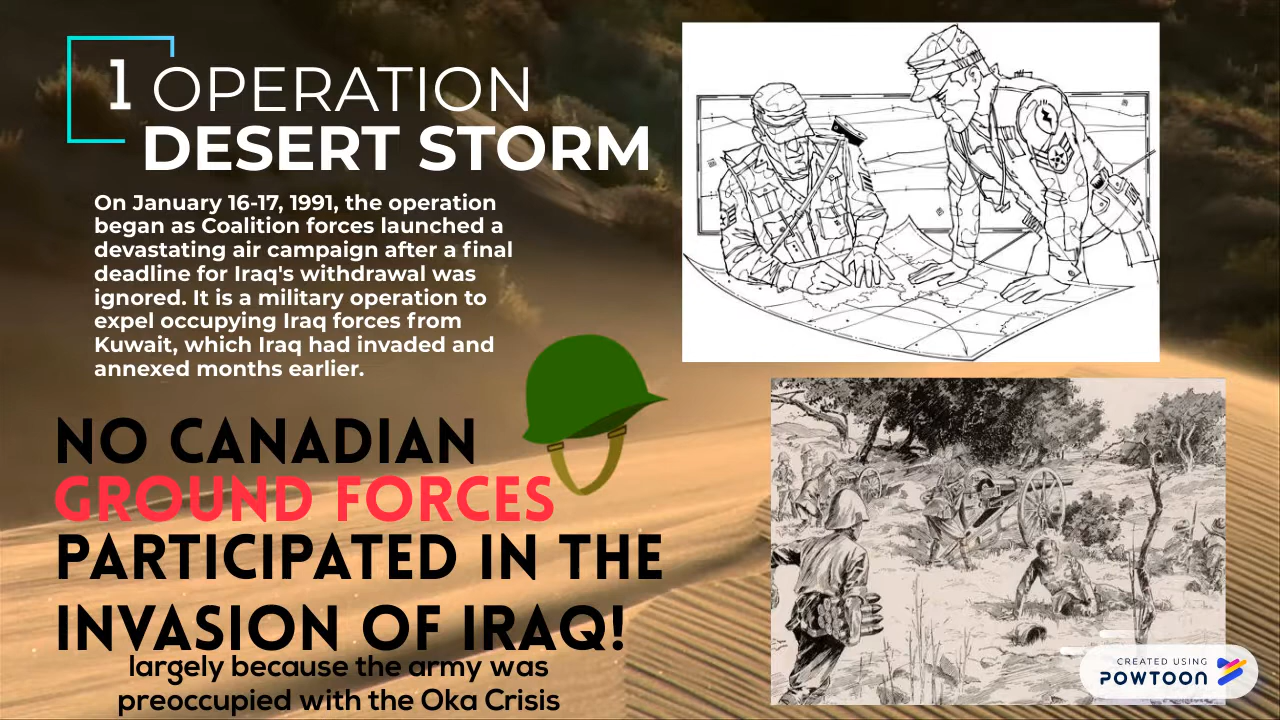 1 OPERATION
DESERT STORM
On January 16-17, 1991, the operation
began as Coalition forces launched a
devastating air campaign after a final
deadline for Iraq's withdrawal was
ignored. It is a military operation to
expel occupying Iraq forces from
Kuwait, which Iraq had invaded and
annexed months earlier.
NO CANADIAN
GROUND FORCES
PARTICIPATED IN THE
INVASION OF IRAQ!
largely because the army was
preoccupied with the Oka Crisis
CREATED USING
POWTOON